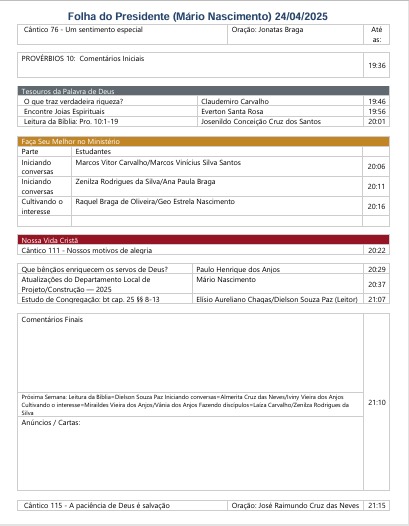 Folha do Presidente (Mário Nascimento) 24/04/2025
Cântico 76 - Um sentimento especial Oração: Jonatas Braga Até as:
PROVÉRBIOS 10: Comentários Iniciais 19:36
Tesouros da Palavra de Deus
O que traz verdadeira riqueza? Claudemiro Carvalho 19:46
Encontre Joias Espirituais Everton Santa Rosa 19:56
Leitura da Bíblia: Pro. 10:1-19 Josenildo Conceição Cruz dos Santos 20:01
Faça Seu Melhor no Ministério
Parte Estudantes
Iniciando conversas Marcos Vitor Carvalho/Marcos Vinícius Silva Santos 20:06
Iniciando conversas Zenilza Rodrigues da Silva/Ana Paula Braga 20:11
Cultivando o interesse Raquel Braga de Oliveira/Geo Estrela Nascimento 20:16
Nossa Vida Cristã
Cântico 111 - Nossos motivos de alegria 20:22
Que bênçãos enriquecem os servos de Deus? Paulo Henrique dos Anjos 20:29
Atualizações do Departamento Local de Projeto/Construção — 2025 Mário Nascimento 20:37
Estudo de Congregação: bt cap. 25 §§ 8-13 Elísio Aureliano Chagas/Dielson Souza Paz (Leitor) 21:07
Comentários Finais
21:10
Próxima Semana: Leitura da Bíblia=Dielson Souza Paz Iniciando conversas=Almerita Cruz das Neves/Iviny Vieira dos Anjos
Cultivando o interesse=Miraildes Vieira dos Anjos/Vânia dos Anjos Fazendo discípulos=Laiza Carvalho/Zenilza Rodrigues da
Silva
Anúncios / Cartas:
Cântico 115 - A paciência de Deus é salvação Oração: José Raimundo Cruz das Neves 21:15